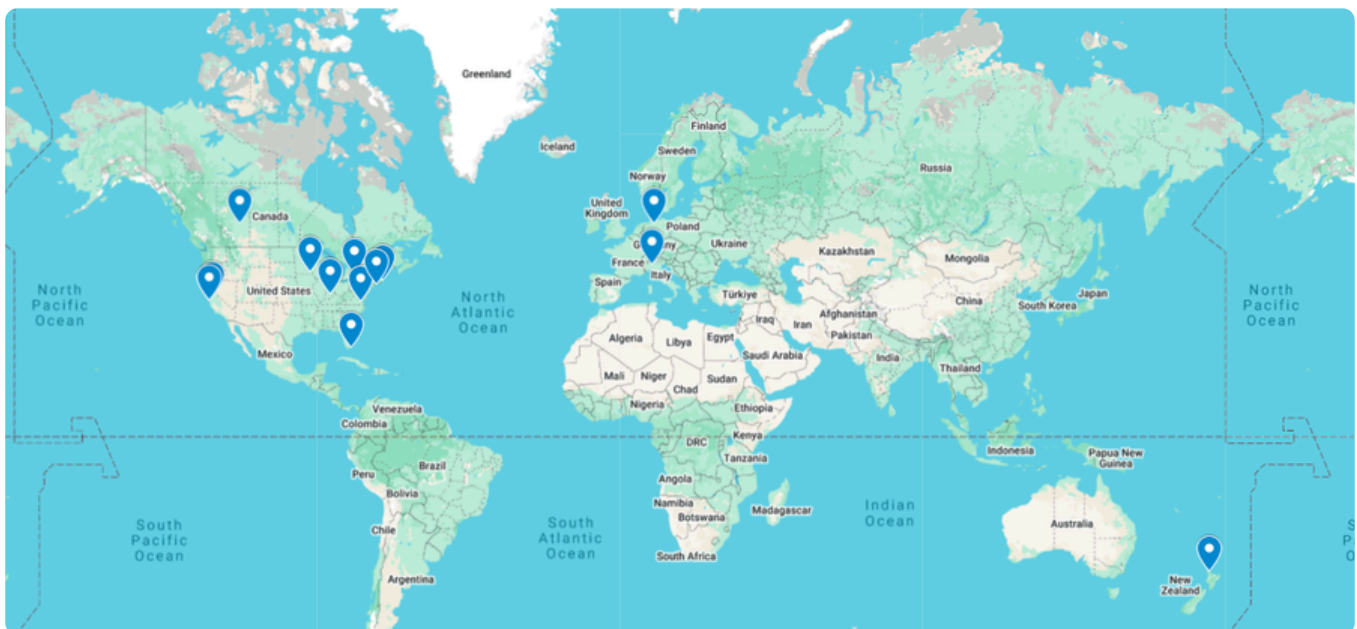 Greenland
Iceland
Finland
Sweden
Norway
Russia
Canada
United
Kingdom
Poland
Ukraine
France
Italy
Spain
Kazakhstan
Mongolia
United States
North
Pacific
Ocean
North
Atlantic
Ocean
Türkiye
China
South Korea
Japan
North
Pacific
Ocean
Iraq
Iran
Afghanistan
Pakistan
Algeria
Libya
Egypt
Saudi Arabia
India
Mexico
Thailand
Mali
Niger
Chad
Sudan
Nigeria
Ethiopia
Venezuela
Colombia
DRC
Kenya
Tanzania
Indonesia
Papua New
Guinea
Peru
Brazil
Bolivia
Angola
Namibia
Botswana
Madagascar
Indian
Ocean
South
Pacific
Ocean
Chile
South
Atlantic
Ocean
South Africa
Australia
Argentina
New
Zealand